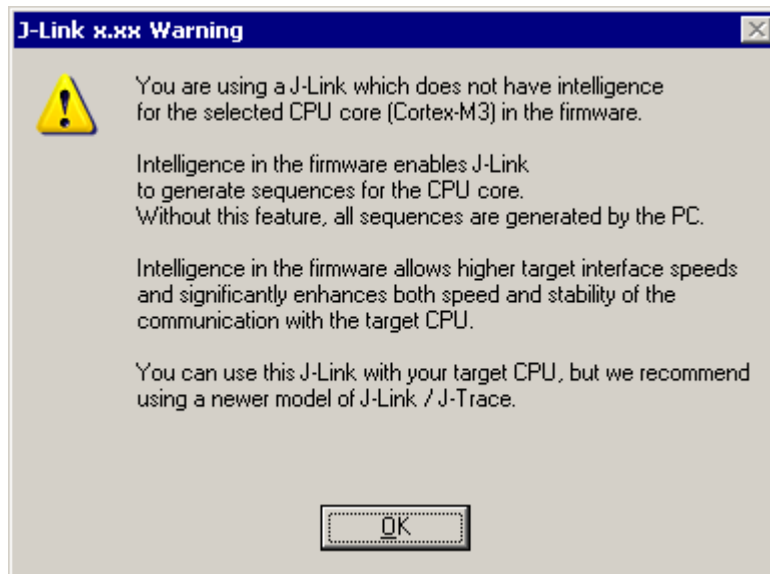 J-Link x.xx Warning
You are using a J-Link which does not have intelligence
for the selected CPU core (Cortex-M3) in the firmware.
Intelligence in the firmware enables J-Link
to generate sequences for the CPU core.
Without this feature, all sequences are generated by the PC.
Intelligence in the firmware allows higher target interface speeds
and significantly enhances both speed and stability of the
communication with the target CPU.
You can use this J-Link with your target CPU, but we recommend
using a newer model of J-Link / J-Trace.
OK